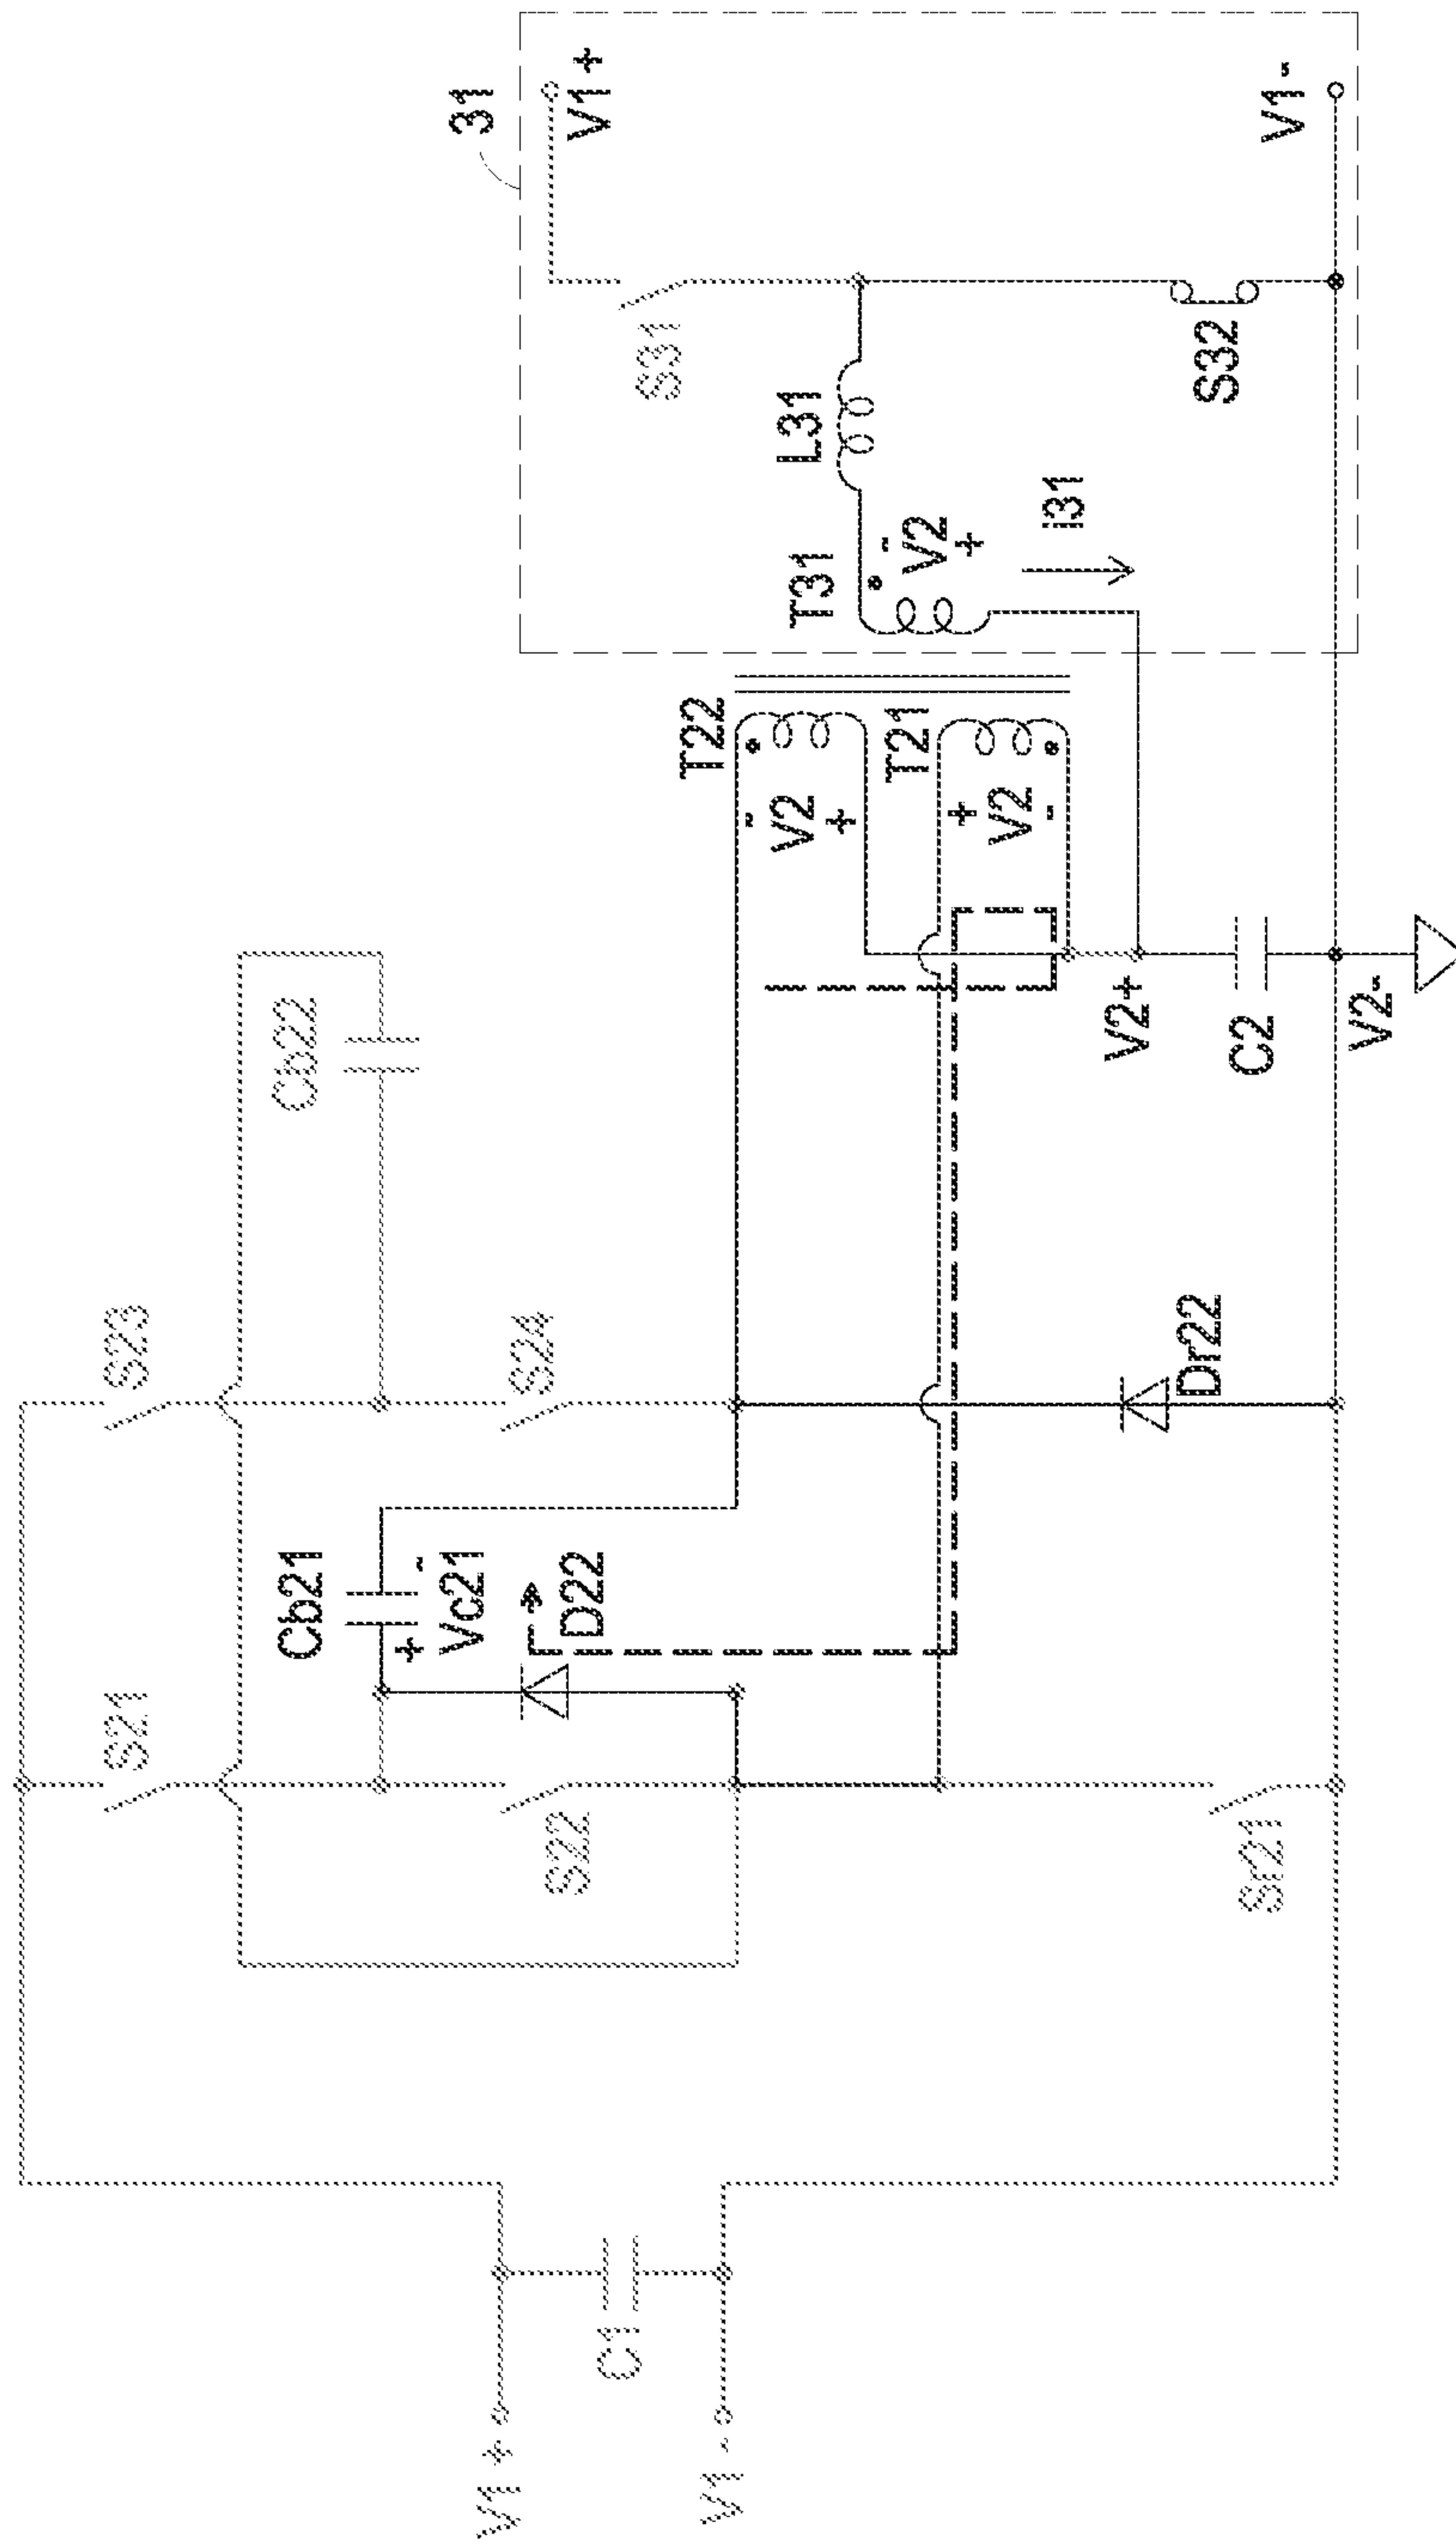 31
V1 +
V1 -
S31
S32
L31
T31
- V2 +
i31
T22
- V2 +
T21
+ V2 -
V2+
C2
V2-
Cb22
S23
S24
Dr22
Cb21
+ Vc21 -
D22
S21
S22
Sr21
V1 +
C1
V1 -